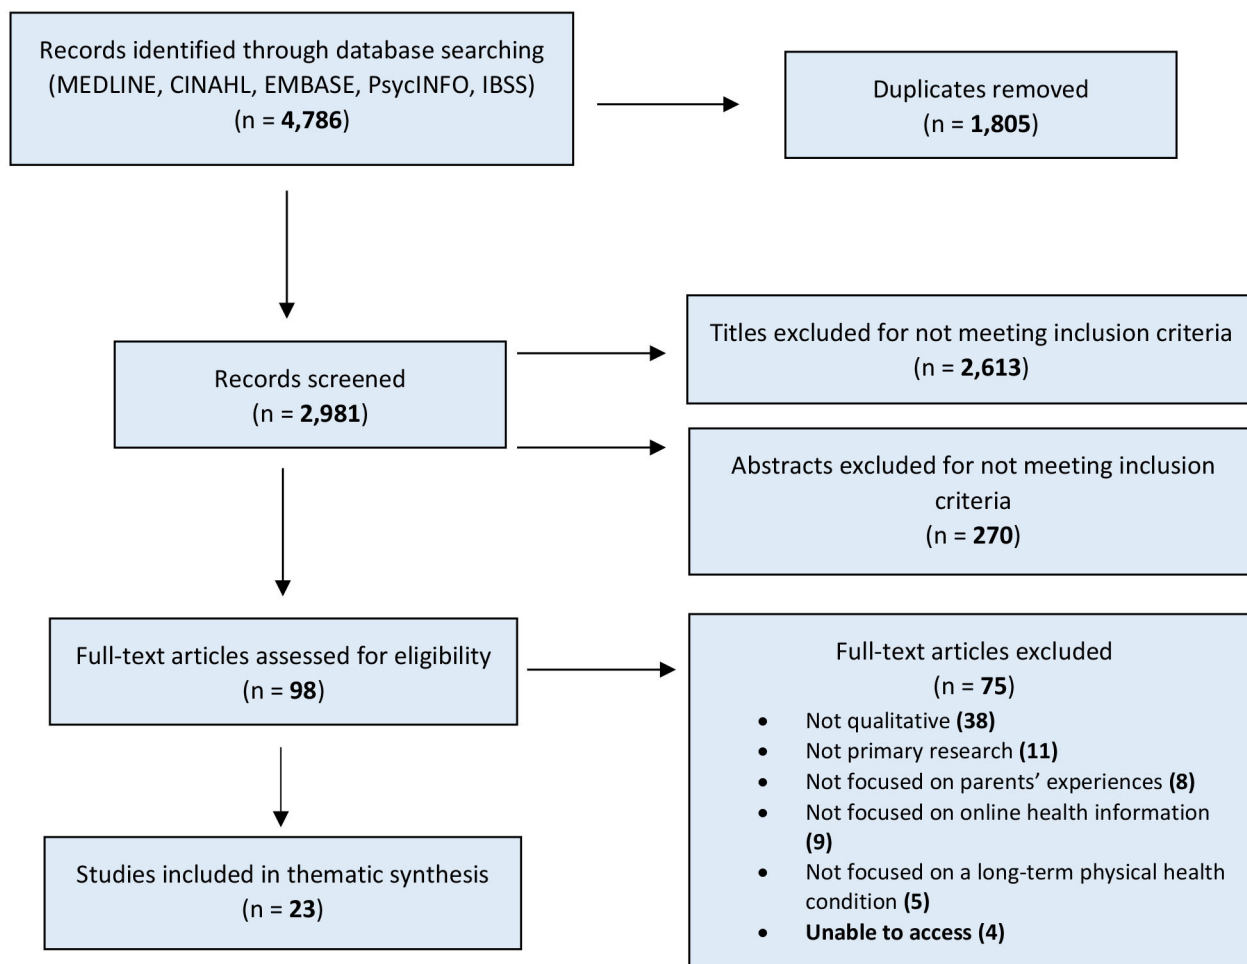 Records identified through database searching
(MEDLINE, CINAHL, EMBASE, PsycINFO, IBSS)
(n = 4,786)
Duplicates removed
(n = 1,805)
Records screened
(n = 2,981)
Titles excluded for not meeting inclusion criteria
(n = 2,613)
Abstracts excluded for not meeting inclusion
criteria
(n = 270)
Full-text articles assessed for eligibility
(n = 98)
Full-text articles excluded
(n = 75)
• Not qualitative (38)
• Not primary research (11)
• Not focused on parents’ experiences (8)
• Not focused on online health information
(9)
• Not focused on a long-term physical health
condition (5)
• Unable to access (4)
Studies included in thematic synthesis
(n = 23)